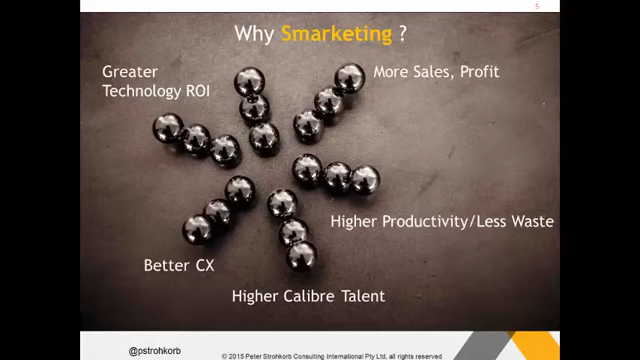 5
Why Smarketing ?
Greater
Technology ROI
More Sales, Profit
Higher Productivity/Less Waste
Better CX
Higher Calibre Talent
@pstrohkorb
© 2015 Peter Strohkorb Consulting International Pty Ltd, all rights reserved